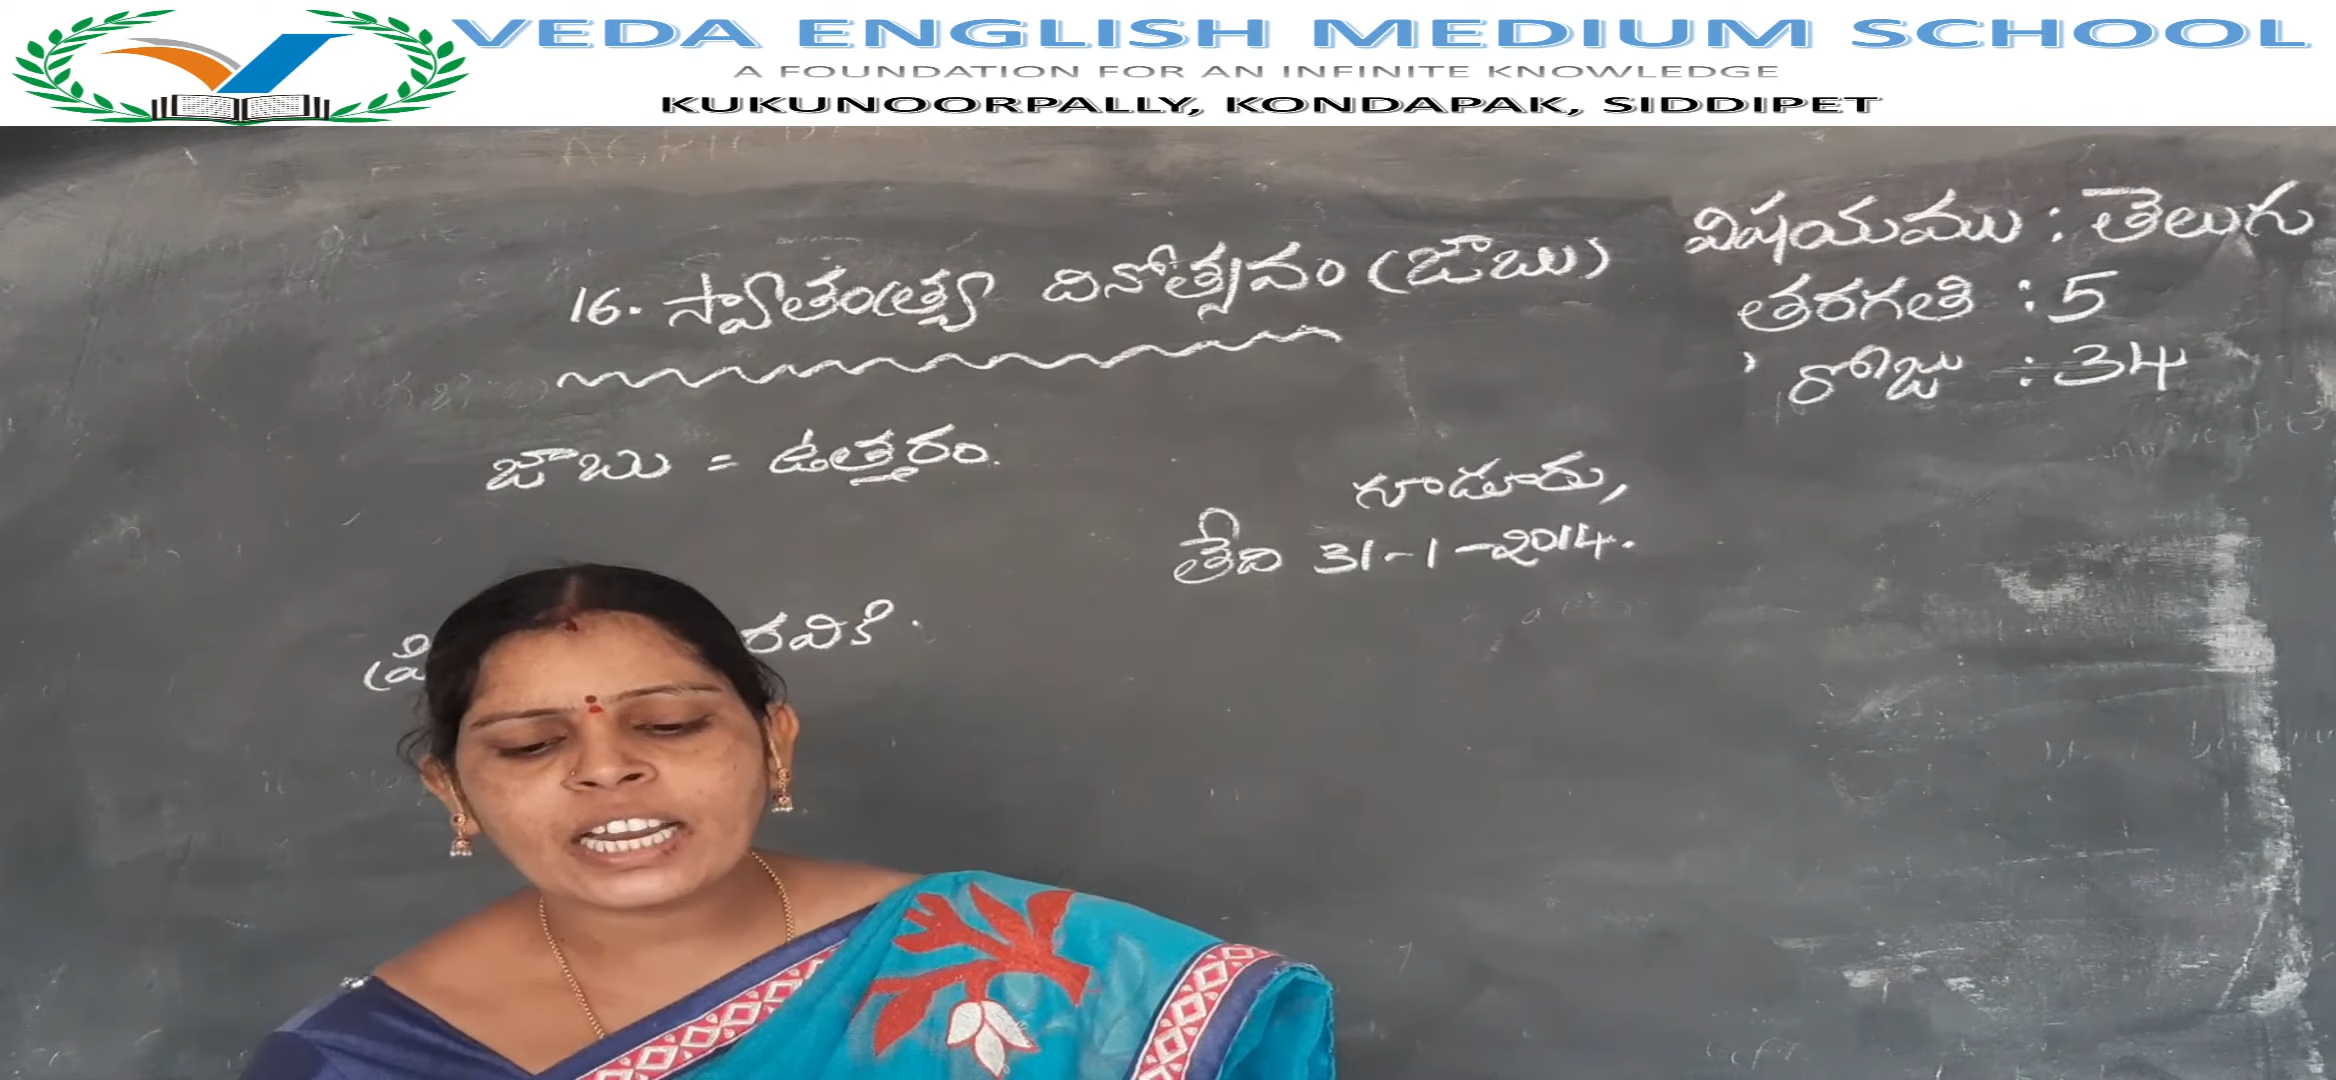 VEDA ENGLISH MEDIUM SCHOOL
A FOUNDATION FOR AN INFINITE KNOWLEDGE
KUKUNOORPALLY, KONDAPAK, SIDDIPET
విషయము : తెలుగు
తరగతి : 5
రోజు : 34
16. స్వాతంత్ర్య దినోత్సవం (జాబు)
జాబు = ఉత్తరం.
గూడూరు,
తేది 31-1-2014.
రవికి.